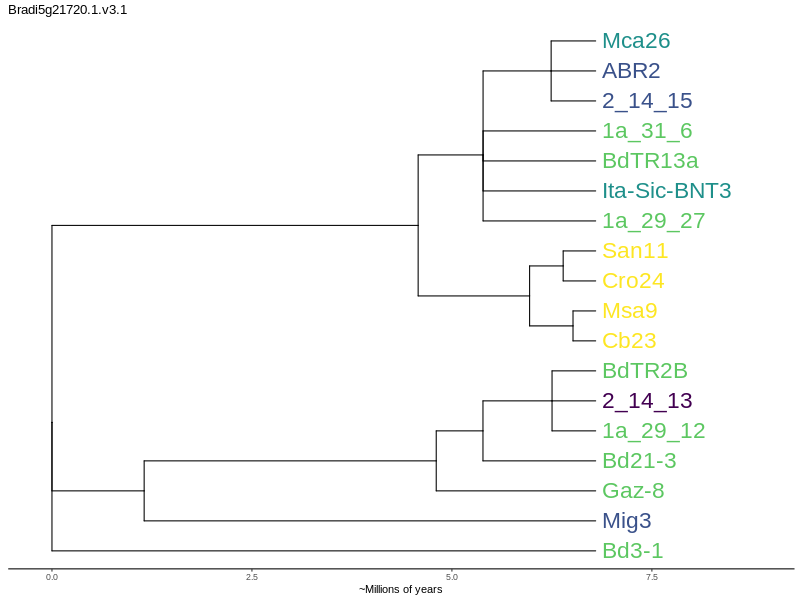 Bradi5g21720.1.v3.1
Mca26
ABR2
2_14_15
1a_31_6
BdTR13a
Ita-Sic-BNT3
1a_29_27
San11
Cro24
Msa9
Cb23
BdTR2B
2_14_13
1a_29_12
Bd21-3
Gaz-8
Mig3
Bd3-1
0.0 2.5 5.0 7.5
~Millions of years